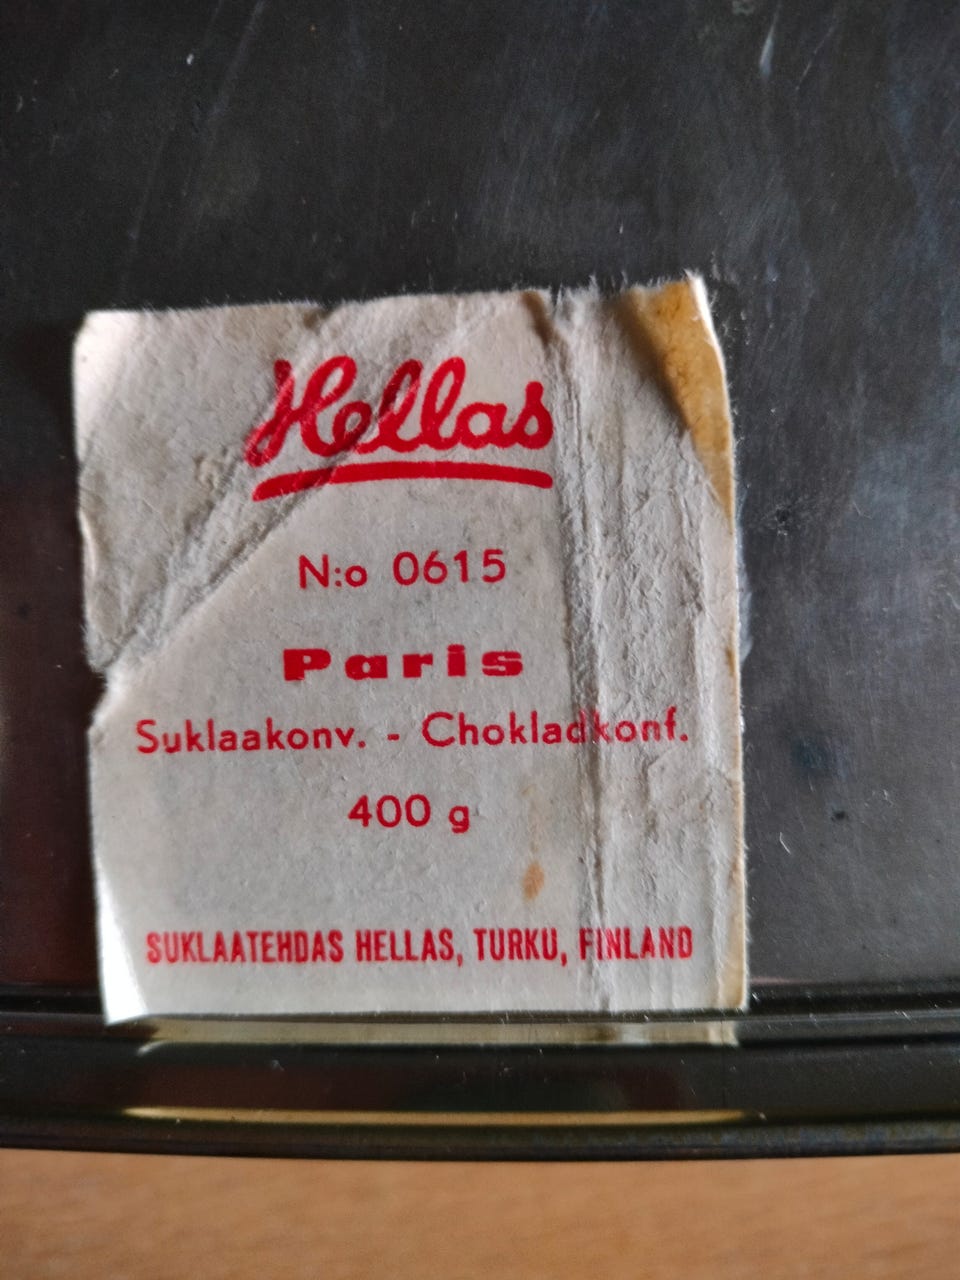 Hellas
N:o 0615
Paris
Suklaakonv. - Chokladkonf.
400 g
SUKLAATEHDAS HELLAS, TURKU, FINLAND